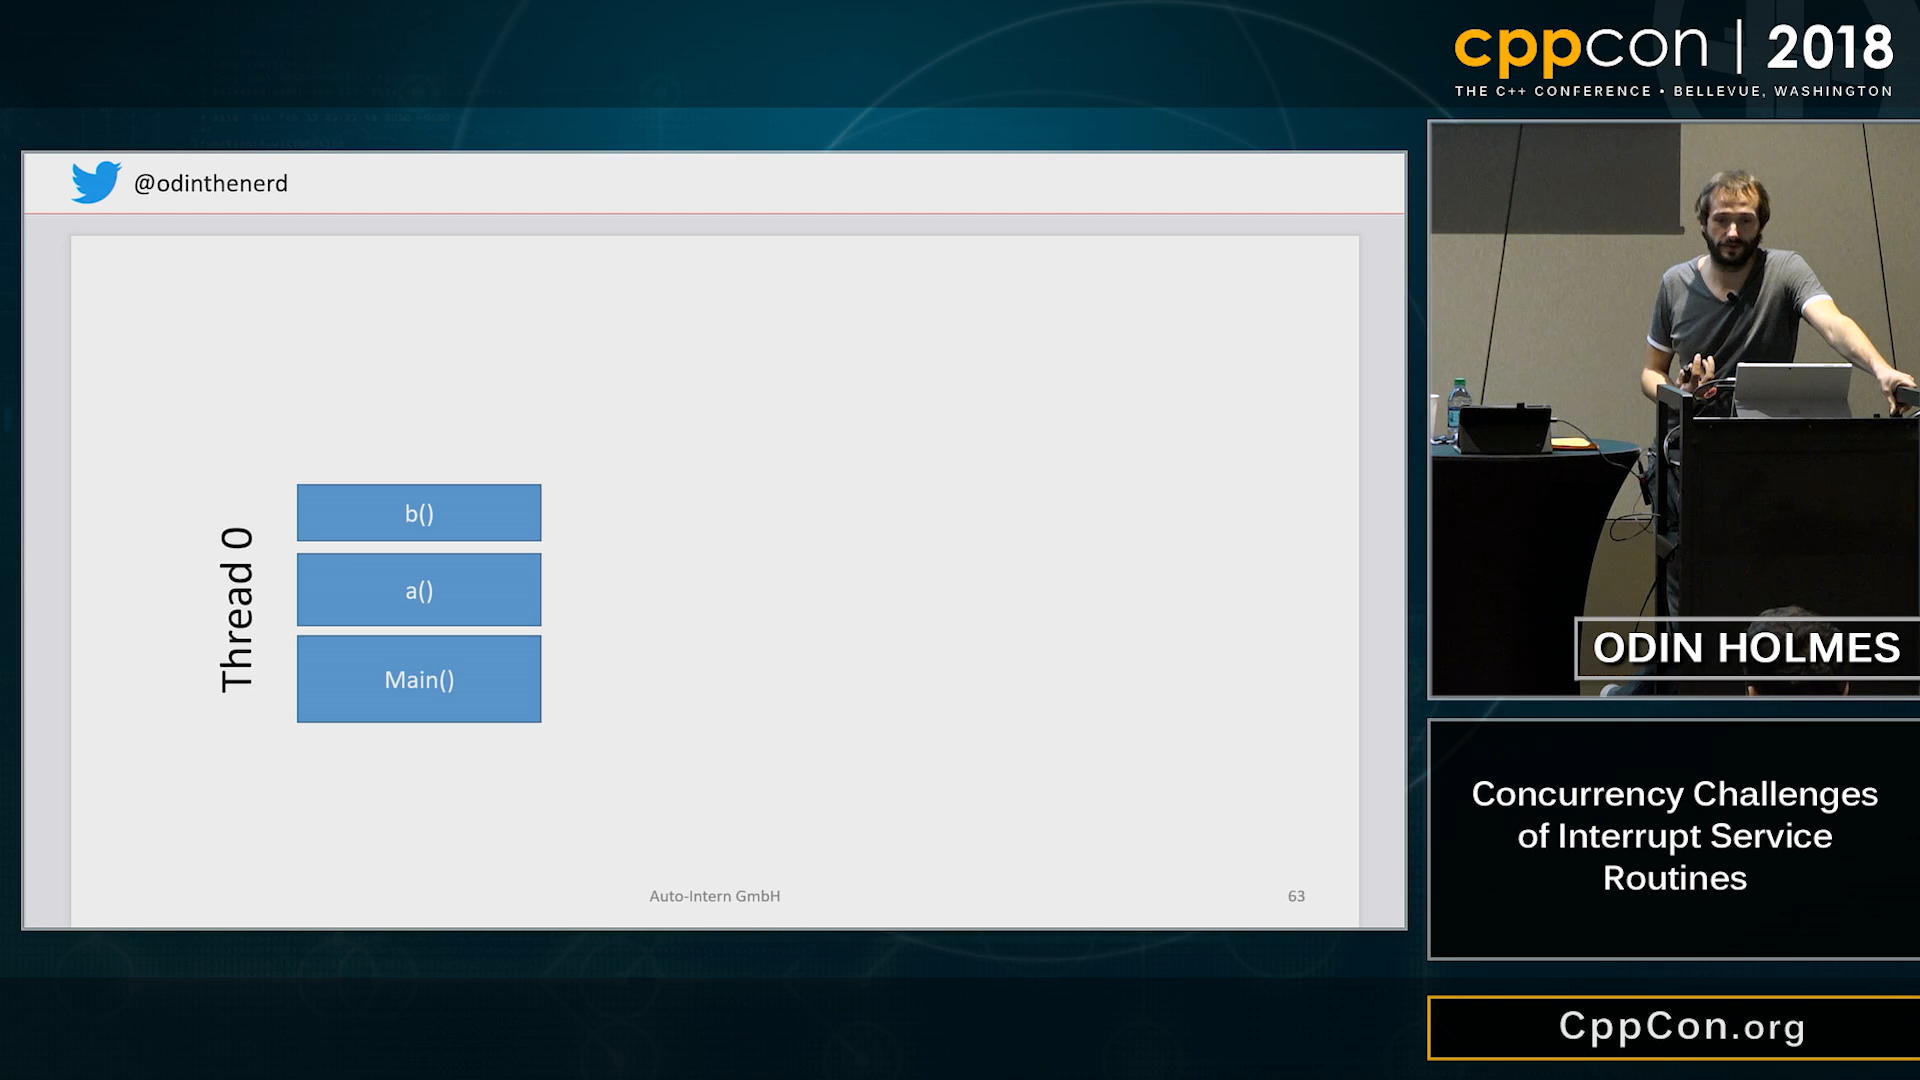 cppcon | 2018
THE C++ CONFERENCE • BELLEVUE, WASHINGTON
@odinthenerd
b()
a()
Main()
Thread 0
Auto-Intern GmbH
63
ODIN HOLMES
Concurrency Challenges
of Interrupt Service
Routines
CppCon.org